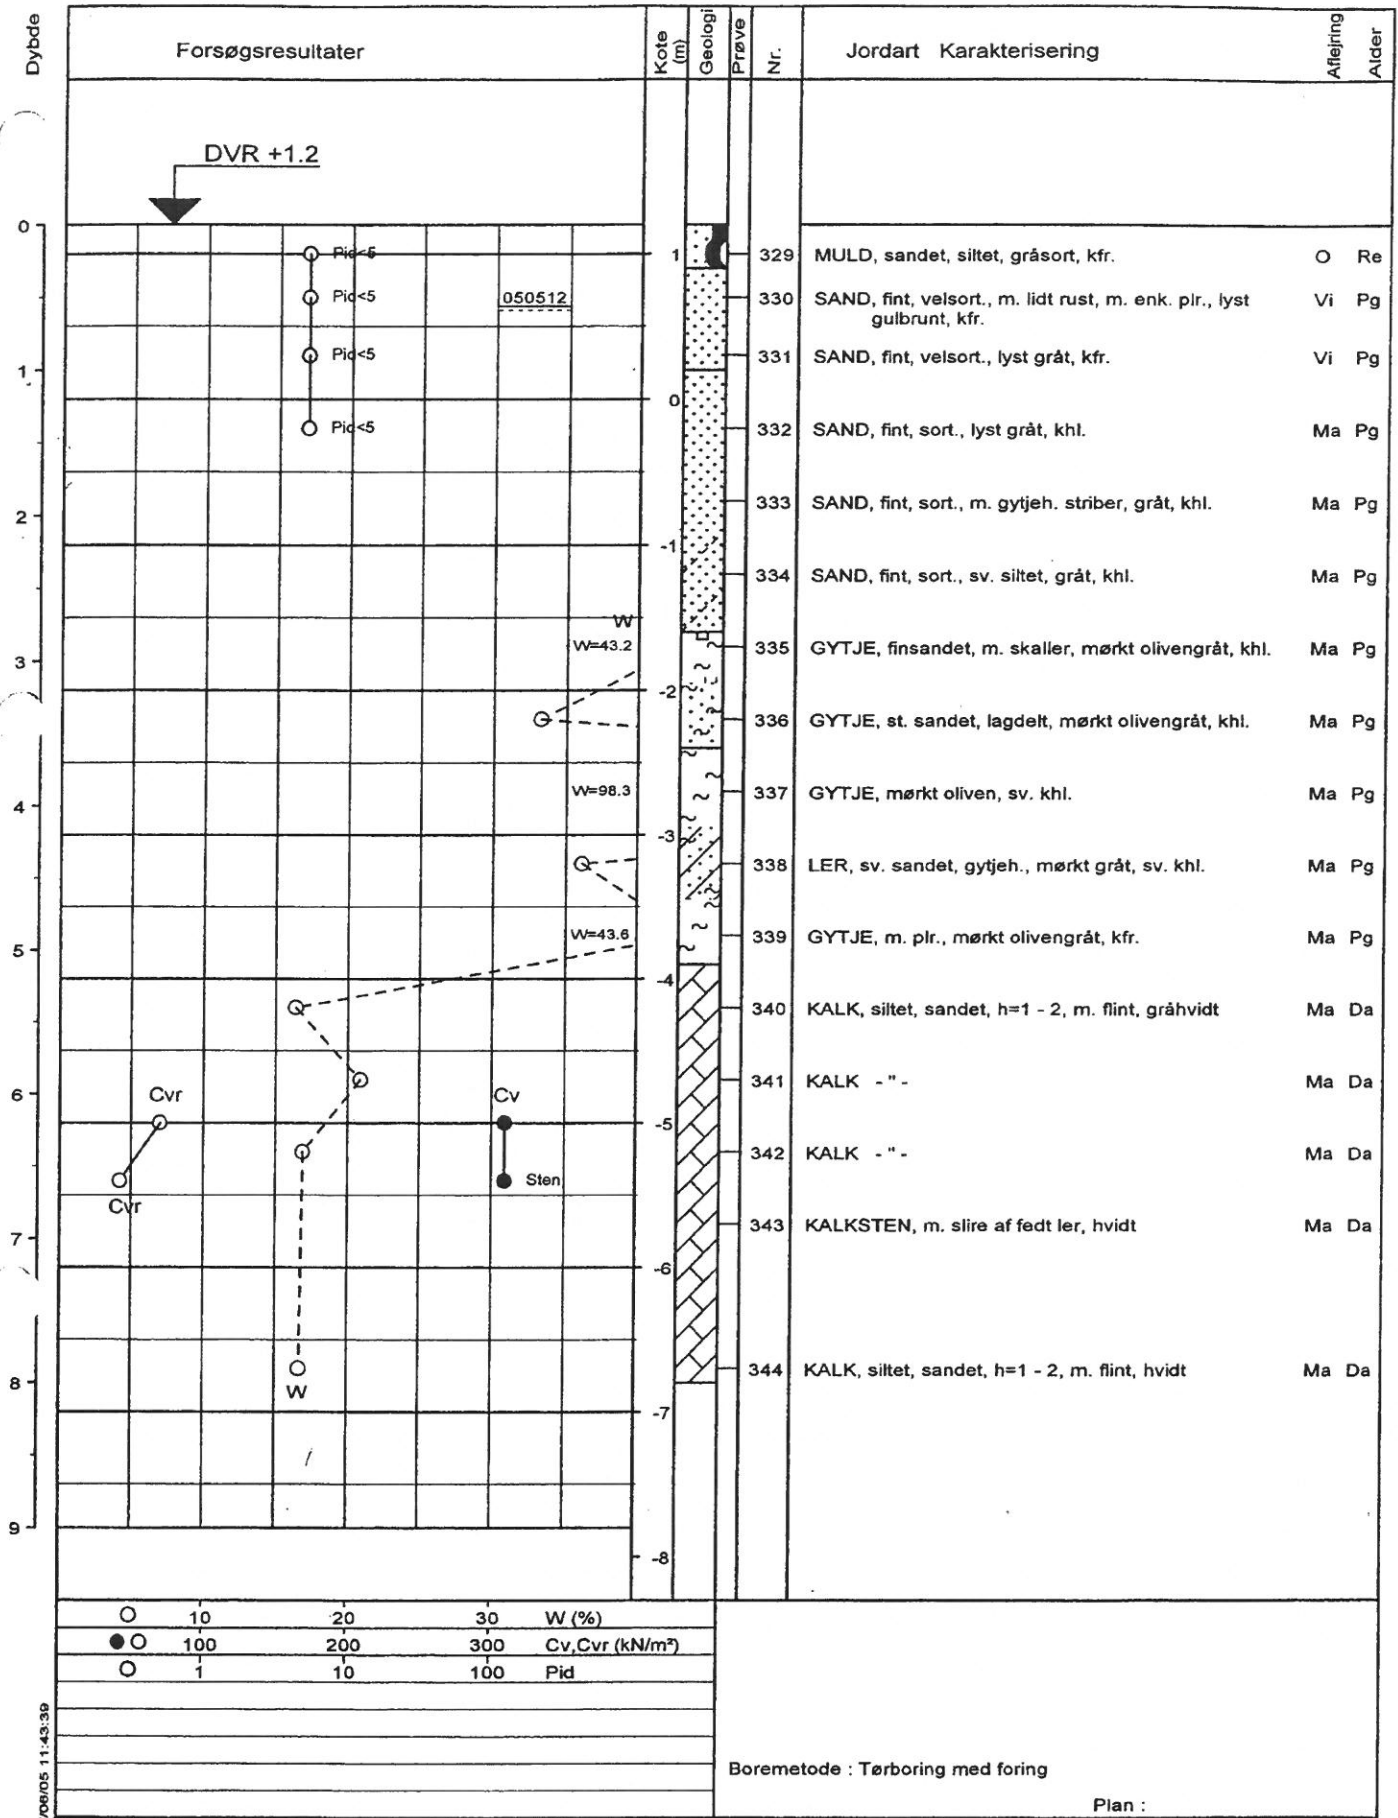 Dybde
Forsøgsresultater
Kote (m)
Geologi
Prøve
Nr.
Jordart Karakterisering
Aflejring
Alder
DVR +1.2
0
Pid<5
1
329 MULD, sandet, siltet, gråsort, kfr. O Re
Pid<5
050512
330 SAND, fint, velsort., m. lidt rust, m. enk. plr., lyst Vi Pg
gulbrunt, kfr.
Pid<5
331 SAND, fint, velsort., lyst gråt, kfr. Vi Pg
1
0
Pid<5
332 SAND, fint, sort., lyst gråt, khl. Ma Pg
333 SAND, fint, sort., m. gytjeh. striber, gråt, khl. Ma Pg
2
-1
334 SAND, fint, sort., sv. siltet, gråt, khl. Ma Pg
W
W=43.2
335 GYTJE, finsandet, m. skaller, mørkt olivengråt, khl. Ma Pg
3
-2
336 GYTJE, st. sandet, lagdelt, mørkt olivengråt, khl. Ma Pg
W=98.3
337 GYTJE, mørkt oliven, sv. khl. Ma Pg
4
-3
338 LER, sv. sandet, gytjeh., mørkt gråt, sv. khl. Ma Pg
W=43.6
339 GYTJE, m. plr., mørkt olivengråt, kfr. Ma Pg
5
-4
340 KALK, siltet, sandet, h=1 - 2, m. flint, gråhvidt Ma Da
341 KALK - " - Ma Da
6
Cvr
Cv
-5
342 KALK - " - Ma Da
Sten
Cvr
343 KALKSTEN, m. slire af fedt ler, hvidt Ma Da
7
-6
344 KALK, siltet, sandet, h=1 - 2, m. flint, hvidt Ma Da
8
W
-7
9
-8
10 20 30 W (%)
100 200 300 Cv,Cvr (kN/m²)
1 10 100 Pid
/06/05 11:43:39
Boremetode : Tørboring med foring
Plan :